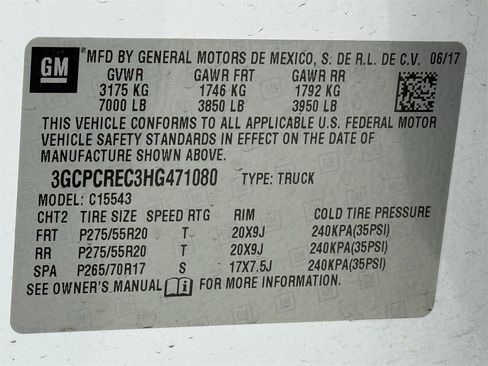 GM
*MFD BY GENERAL MOTORS DE MEXICO, S. DE R.L. DE C.V. 06/17
GVWR GAWR FRT GAWR RR
3175 KG 1746 KG 1792 KG
7000 LB 3850 LB 3950 LB
THIS VEHICLE CONFORMS TO ALL APPLICABLE U.S. FEDERAL MOTOR
VEHICLE SAFETY STANDARDS IN EFFECT ON THE DATE OF
*MANUFACTURE SHOWN ABOVE.
3GCPCREC3HG471080 TYPE: TRUCK
MODEL: C15543
CHT2 TIRE SIZE SPEED RTG RIM COLD TIRE PRESSURE
FRT P275/55R20 T 20X9J 240KPA(35PSI)
RR P275/55R20 T 20X9J 240KPA(35PSI)
SPA P265/70R17 S 17X7.5J 240KPA(35PSI)
SEE OWNER'S MANUAL FOR MORE INFORMATION.